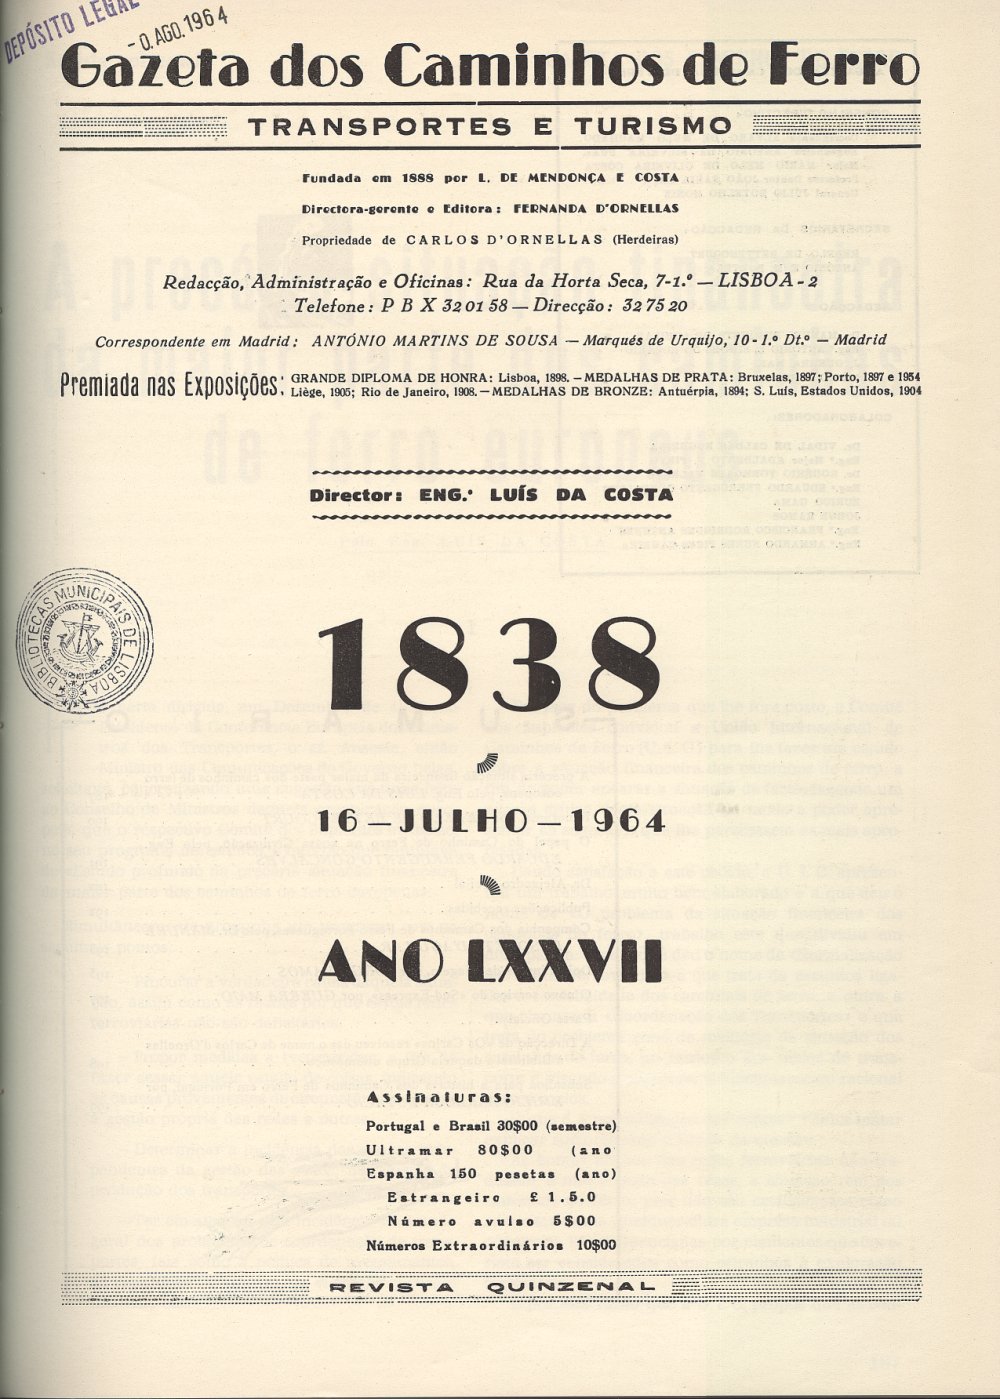 DEPÓSITO LEGAL
-0. AGO. 1964
Gazeta dos Caminhos de Ferro
TRANSPORTES E TURISMO
Fundada em 1888 por L. DE MENDONÇA E COSTA
Directora-gerente e Editora: FERNANDA D'ORNELLAS
Propriedade de CARLOS D'ORNELLAS (Herdeiras)
Redacção, Administração e Oficinas: Rua da Horta Seca, 7-1.º — LISBOA - 2
Telefone: P B X 32 01 58 — Direcção: 32 75 20
Correspondente em Madrid: ANTÓNIO MARTINS DE SOUSA — Marqués de Urquijo, 10 - 1.º Dt.º — Madrid
Premiada nas Exposições: GRANDE DIPLOMA DE HONRA: Lisboa, 1898. — MEDALHAS DE PRATA: Bruxelas, 1897; Porto, 1897 e 1954
Liège, 1905; Rio de Janeiro, 1908. — MEDALHAS DE BRONZE: Antuérpia, 1894; S. Luís, Estados Unidos, 1904
Director: ENG.º LUÍS DA COSTA
BIBLIOTECAS MUNICIPAIS DE LISBOA
1838
16 — JULHO — 1964
ANO LXXVII
Assinaturas:
Portugal e Brasil 30$00 (semestre)
Ultramar 80$00 (ano
Espanha 150 pesetas (ano)
Estrangeiro £ 1.5.0
Número avulso 5$00
Números Extraordinários 10$00
REVISTA QUINZENAL